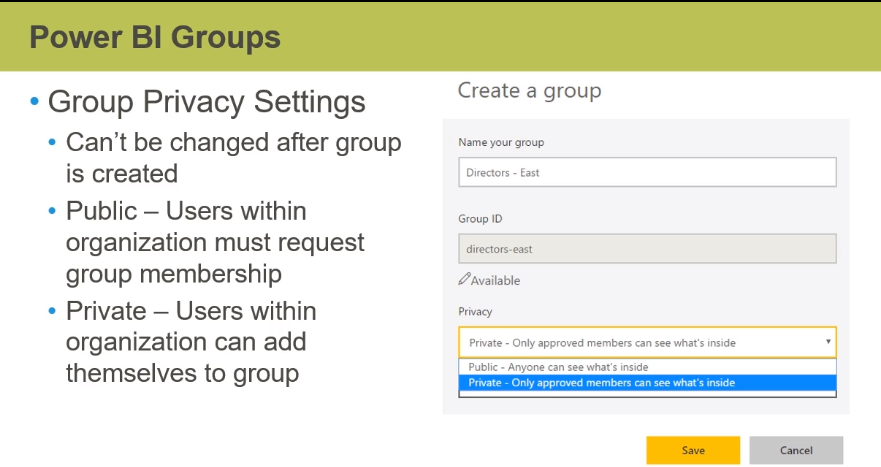 Power BI Groups
• Group Privacy Settings
• Can’t be changed after group
is created
• Public – Users within
organization must request
group membership
• Private – Users within
organization can add
themselves to group
Create a group
Name your group
Directors - East
Group ID
directors-east
Available
Privacy
Private - Only approved members can see what's inside
Public - Anyone can see what's inside
Private - Only approved members can see what's inside
Save
Cancel